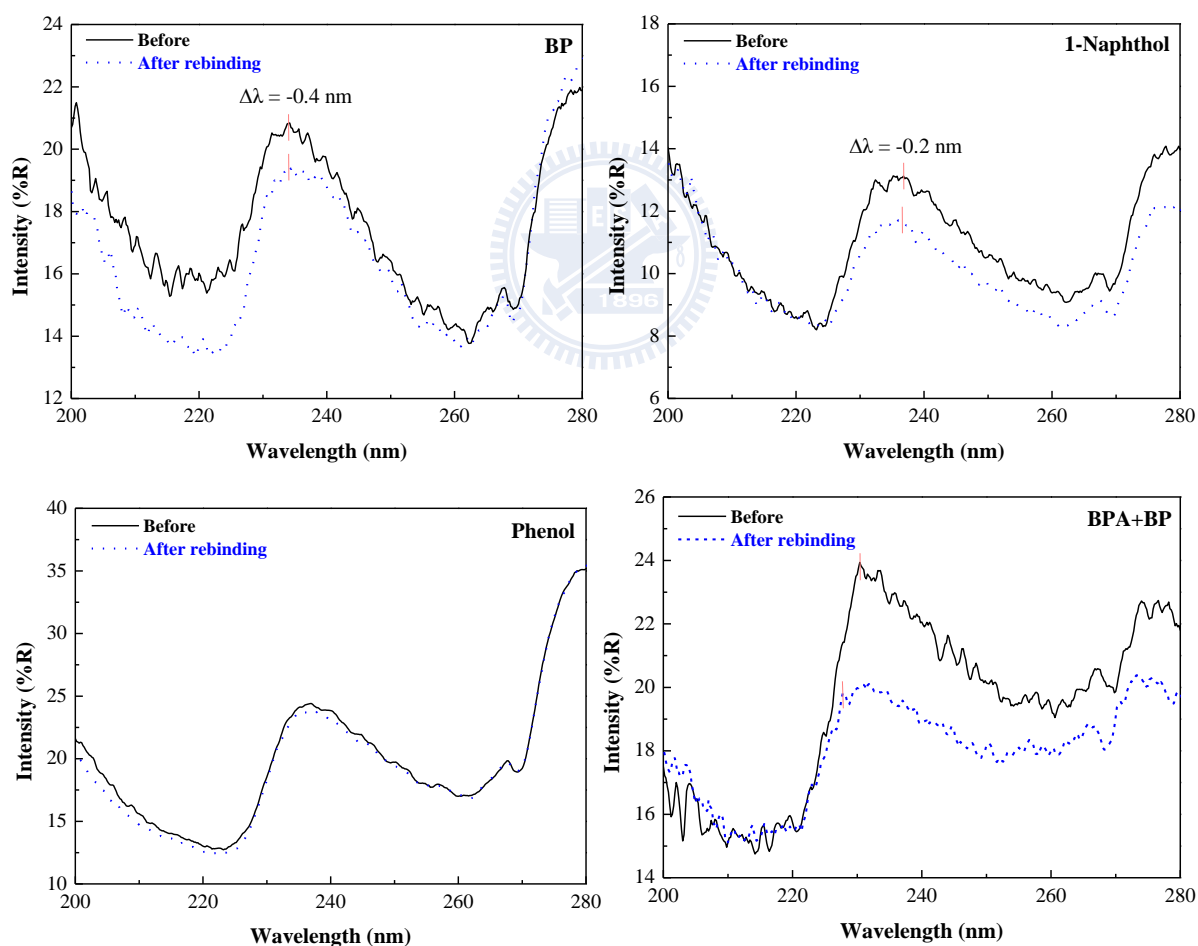 BP
Before
After rebinding
Δλ = -0.4 nm
Intensity (%R)
24
22
20
18
16
14
12
200 220 240 260 280
Wavelength (nm)
1-Naphthol
Before
After rebinding
Δλ = -0.2 nm
Intensity (%R)
18
16
14
12
10
8
6
200 220 240 260 280
Wavelength (nm)
1896
Phenol
Before
After rebinding
Intensity (%R)
40
35
30
25
20
15
10
200 220 240 260 280
Wavelength (nm)
BPA+BP
Before
After rebinding
Intensity (%R)
26
24
22
20
18
16
14
200 220 240 260 280
Wavelength (nm)